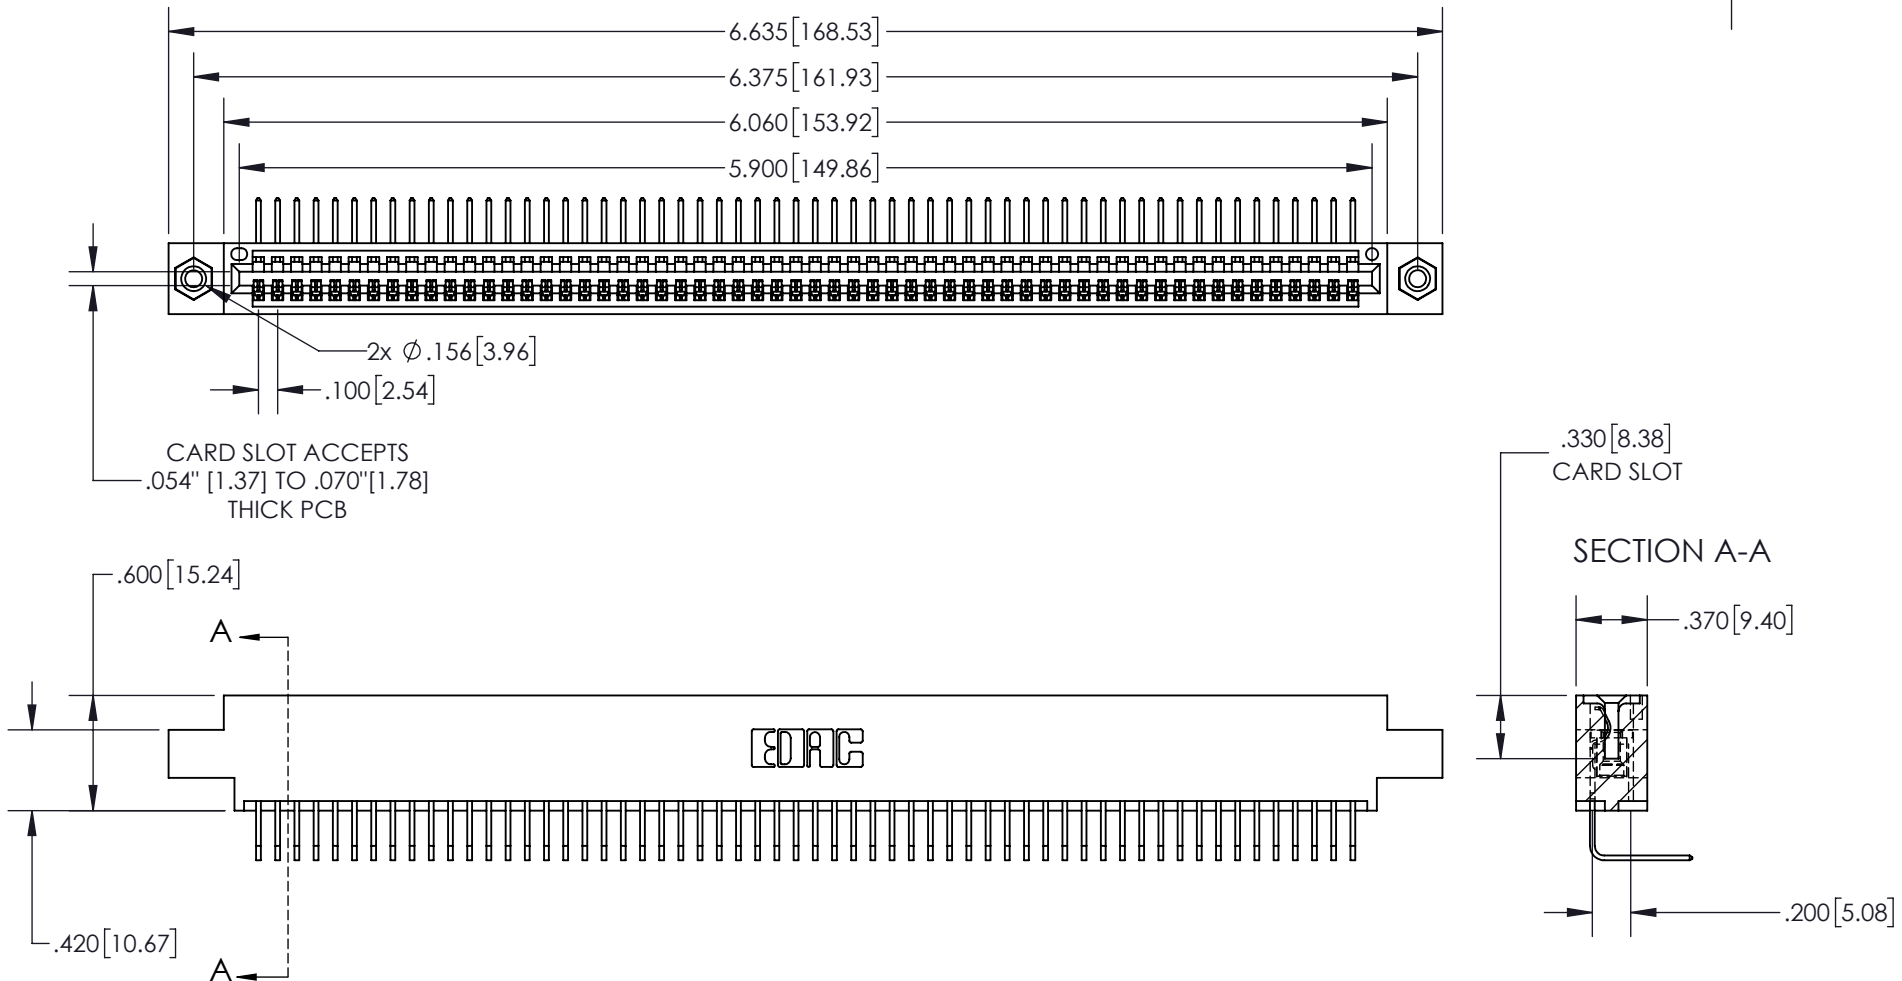 6.635[168.53]
6.375[161.93]
6.060[153.92]
5.900[149.86]
2x ⌀.156[3.96]
.100[2.54]
CARD SLOT ACCEPTS
.054" [1.37] TO .070"[1.78]
THICK PCB
.330[8.38]
CARD SLOT
SECTION A-A
.600[15.24]
.370[9.40]
A
EDAC
.200[5.08]
.420[10.67]
A